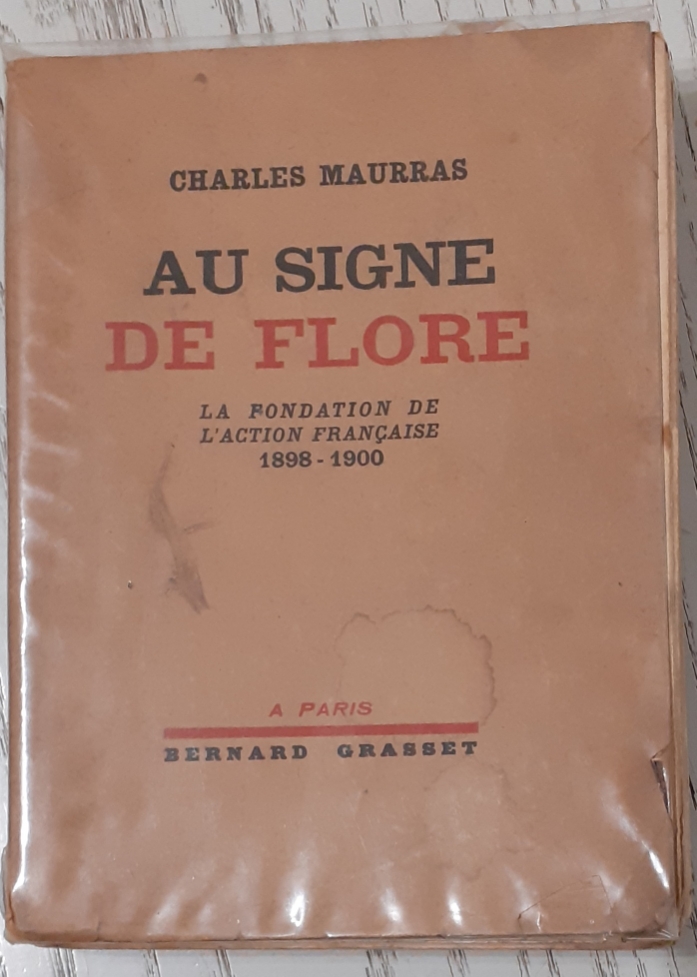 CHARLES MAURRAS
AU SIGNE
DE FLORE
LA FONDATION DE
L'ACTION FRANÇAISE
1898 - 1900
A PARIS
BERNARD GRASSET